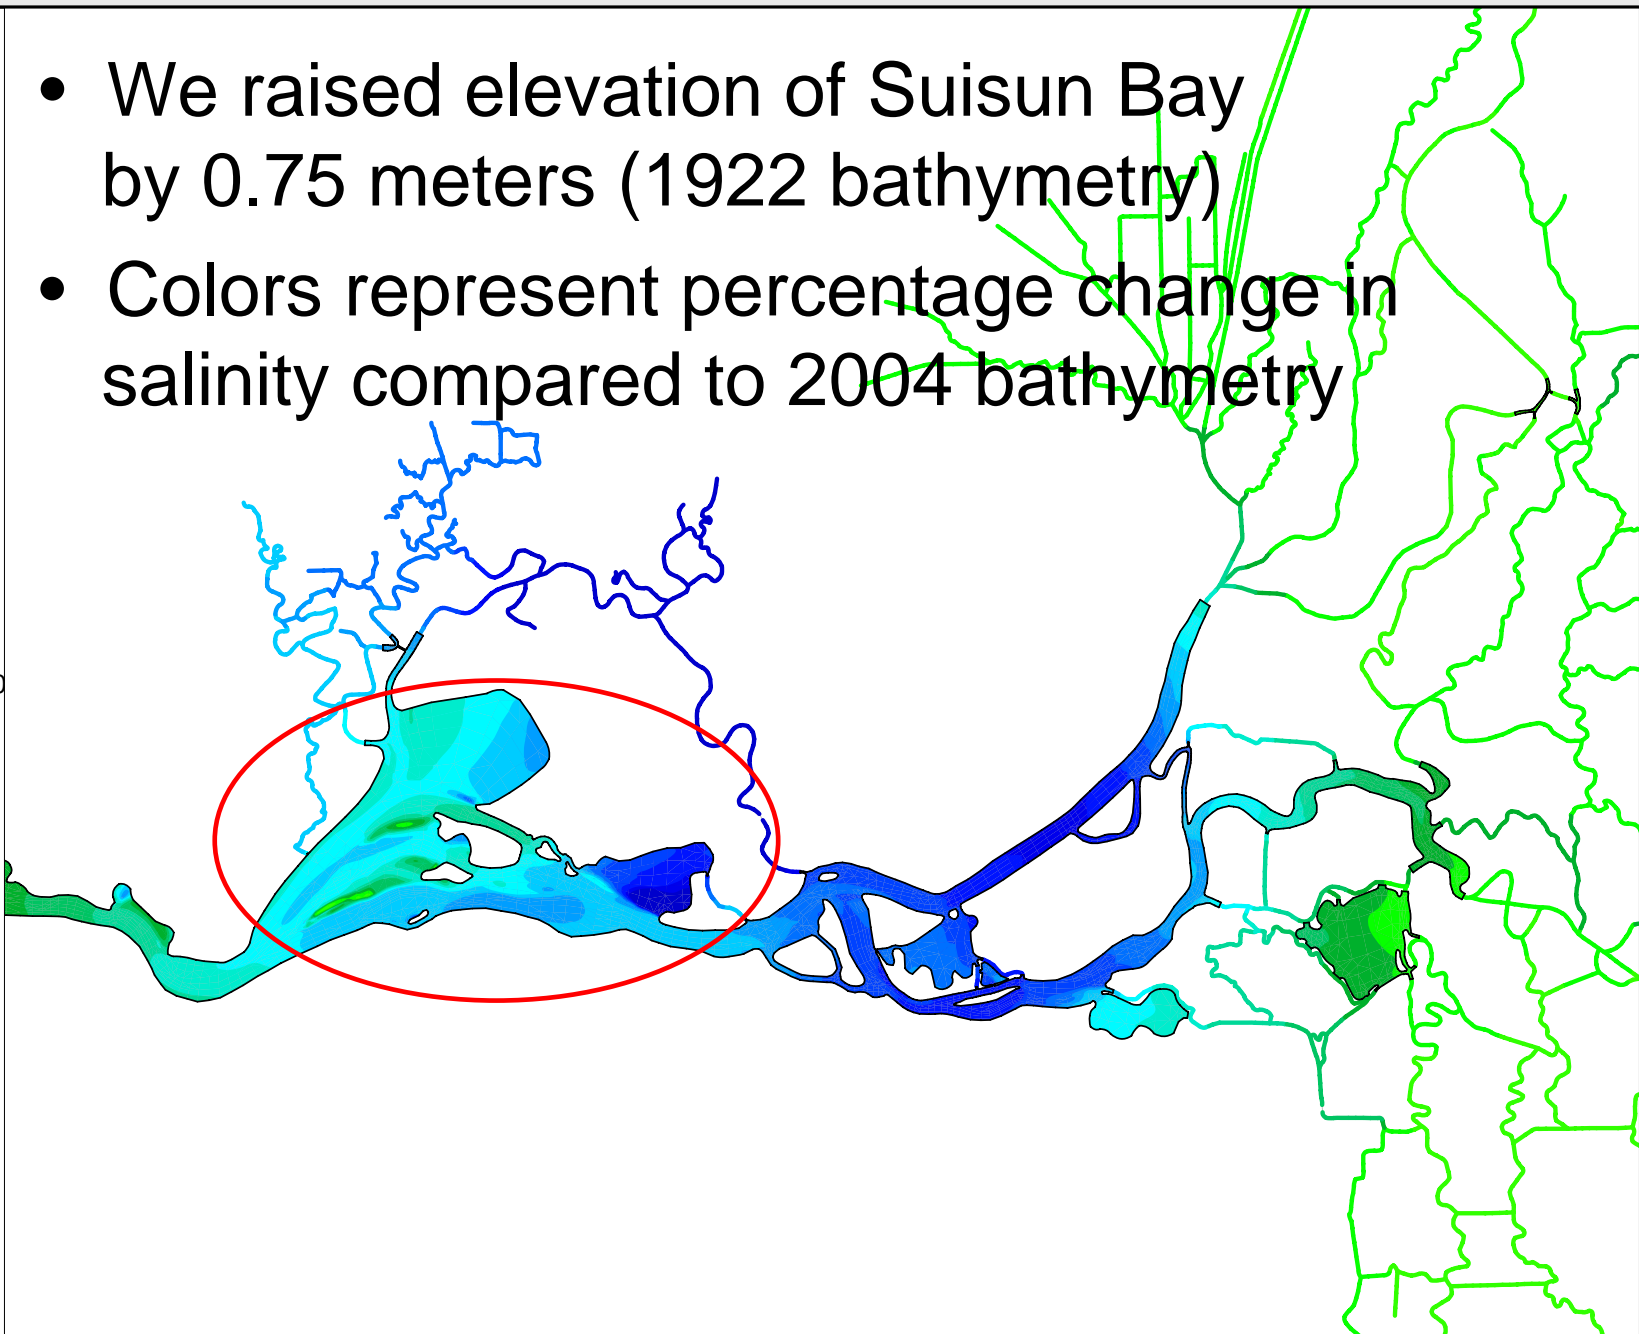 • We raised elevation of Suisun Bay
by 0.75 meters (1922 bathymetry)
• Colors represent percentage change in
salinity compared to 2004 bathymetry